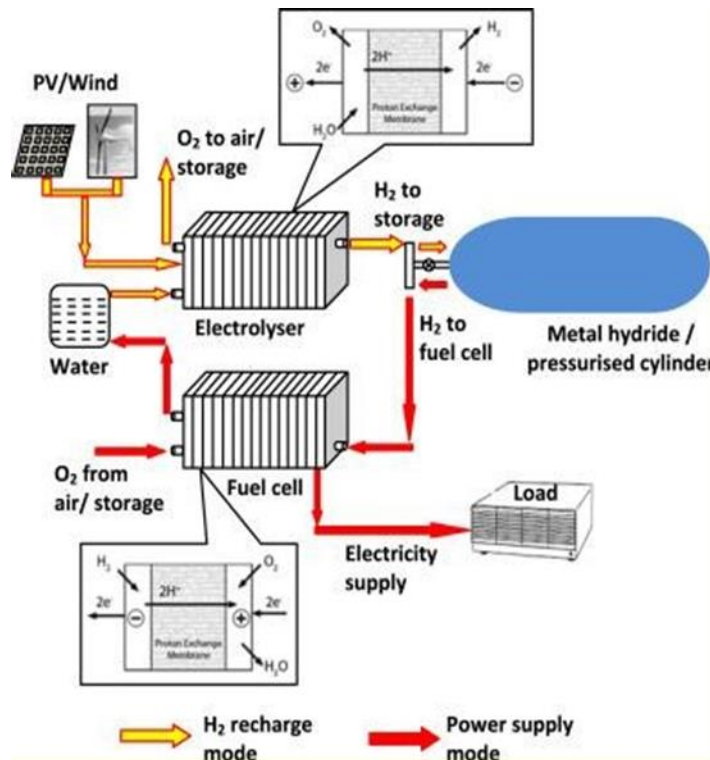 PV/Wind
O₂ to air/
storage
O₂
H₂
2e⁻
2H⁺
2e⁻
+
−
Proton Exchange
Membrane
H₂O
H₂ to
storage
Electrolyser
Water
H₂ to
fuel cell
Metal hydride /
pressurised cylinder
O₂ from
air/ storage
Fuel cell
Load
Electricity
supply
H₂
O₂
2e⁻
2H⁺
2e⁻
−
+
Proton Exchange
Membrane
H₂O
H₂ recharge
mode
Power supply
mode